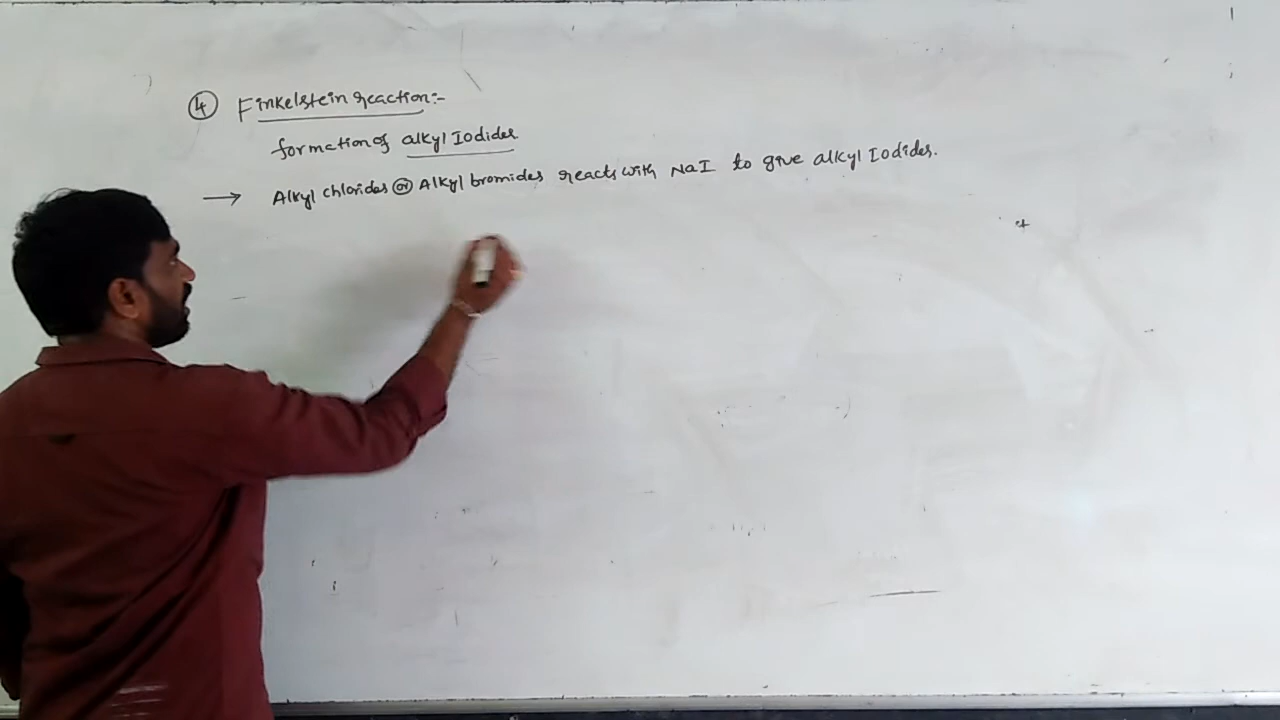 ④ Finkelstein reaction:-
formation of alkyl Iodides
→ Alkyl chlorides or Alkyl bromides reacts with NaI to give alkyl Iodides.